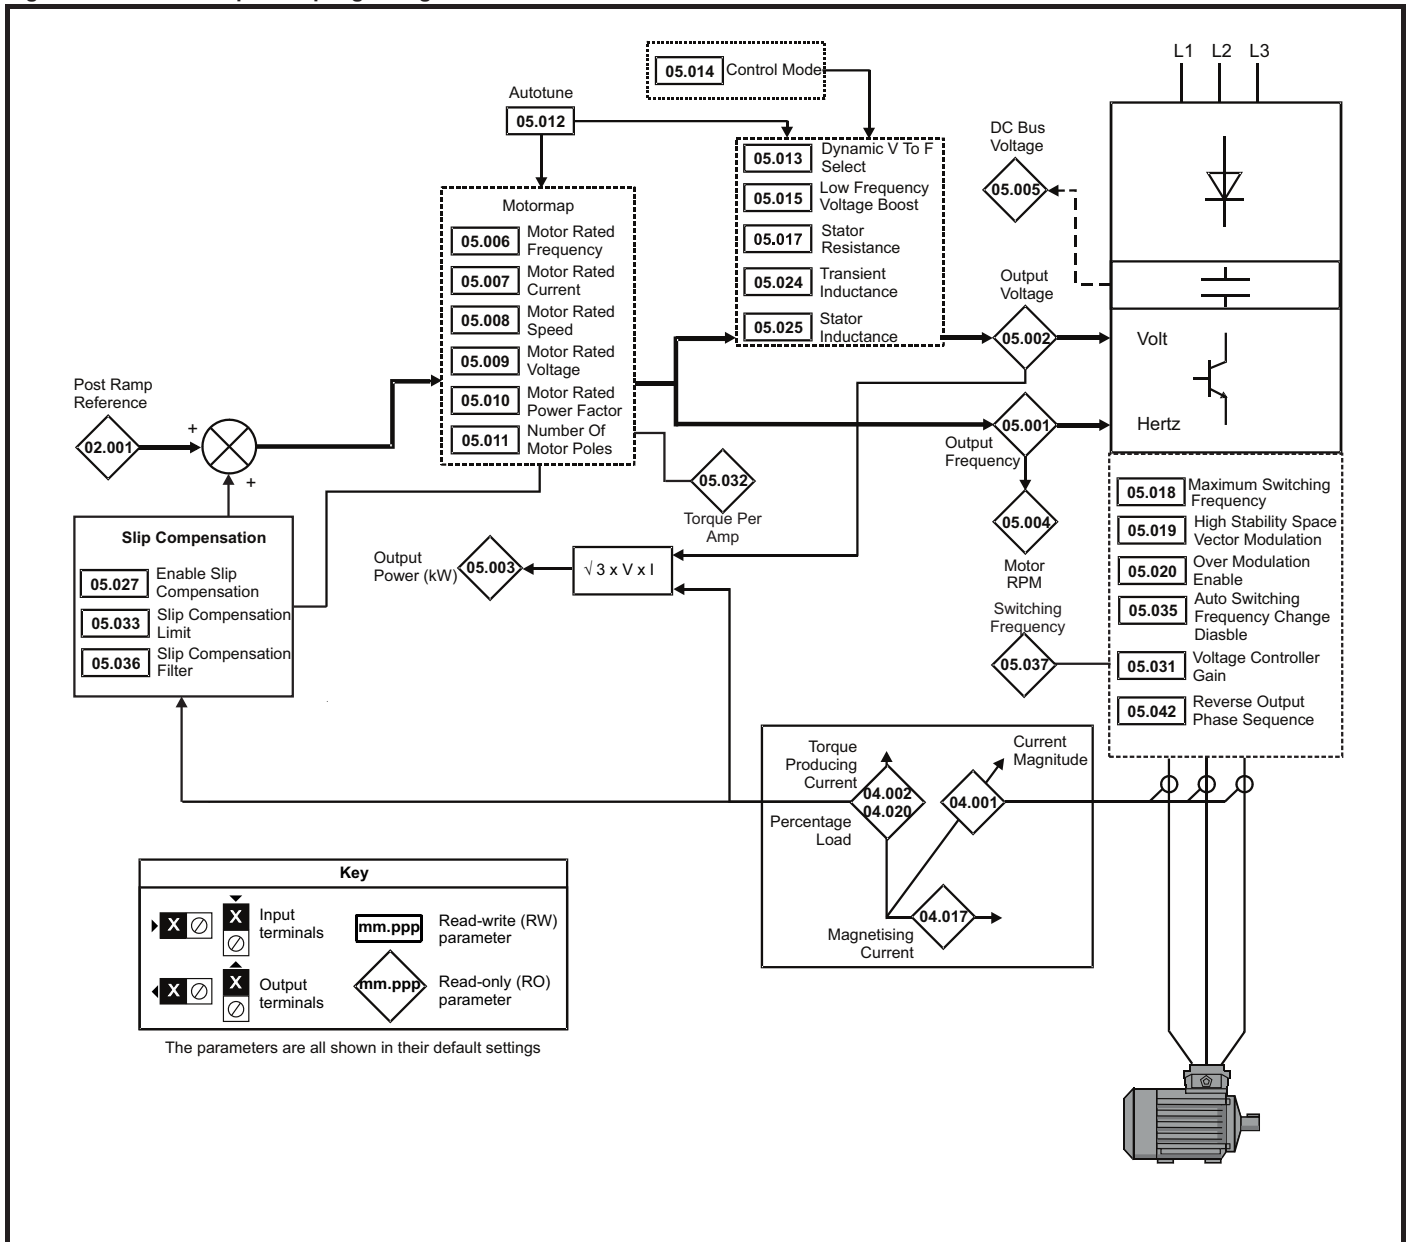 L1 L2 L3
05.014 Control Mode
Autotune
05.012
DC Bus
Voltage
05.005
05.013 Dynamic V To F
Select
05.015 Low Frequency
Voltage Boost
05.017 Stator
Resistance
05.024 Transient
Inductance
05.025 Stator
Inductance
Motormap
05.006 Motor Rated
Frequency
05.007 Motor Rated
Current
05.008 Motor Rated
Speed
05.009 Motor Rated
Voltage
05.010 Motor Rated
Power Factor
05.011 Number Of
Motor Poles
Output
Voltage
05.002
Volt
Post Ramp
Reference
02.001
+
+
05.001
Output
Frequency
Hertz
05.032
Torque Per
Amp
05.004
Motor
RPM
Slip Compensation
05.027 Enable Slip
Compensation
05.033 Slip Compensation
Limit
05.036 Slip Compensation
Filter
Output
Power (kW)
05.003
√ 3 x V x I
Switching
Frequency
05.037
05.018 Maximum Switching
Frequency
05.019 High Stability Space
Vector Modulation
05.020 Over Modulation
Enable
05.035 Auto Switching
Frequency Change
Diasble
05.031 Voltage Controller
Gain
05.042 Reverse Output
Phase Sequence
Torque
Producing
Current
04.002
04.020
Percentage
Load
Current
Magnitude
04.001
04.017
Magnetising
Current
Key
X X Input
terminals
mm.ppp Read-write (RW)
parameter
X X Output
terminals
mm.ppp Read-only (RO)
parameter
The parameters are all shown in their default settings